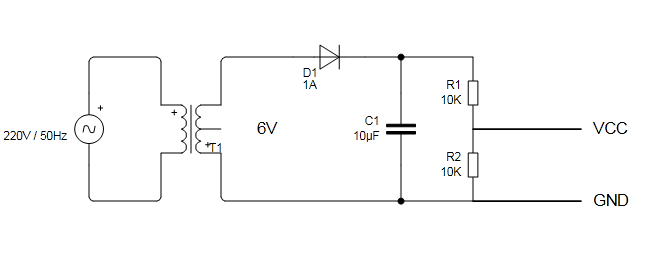 220V / 50Hz
+
+
+T1
6V
D1
1A
C1
10µF
R1
10K
R2
10K
VCC
GND